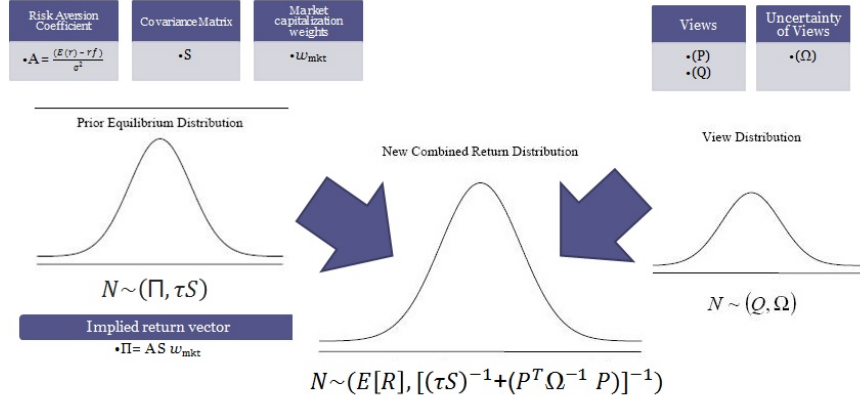 Risk Aversion
Coefficient
•A = (E(r) − rf) / σ²
Covariance Matrix
•S
Market
capitalization
weights
•w_mkt
Views
•(P)
•(Q)
Uncertainty
of Views
•(Ω)
Prior Equilibrium Distribution
N~(Π, τS)
Implied return vector
•Π= AS w_mkt
New Combined Return Distribution
N~(E[R], [(τS)⁻¹+(Pᵀ Ω⁻¹ P)]⁻¹)
View Distribution
N ~ (Q, Ω)